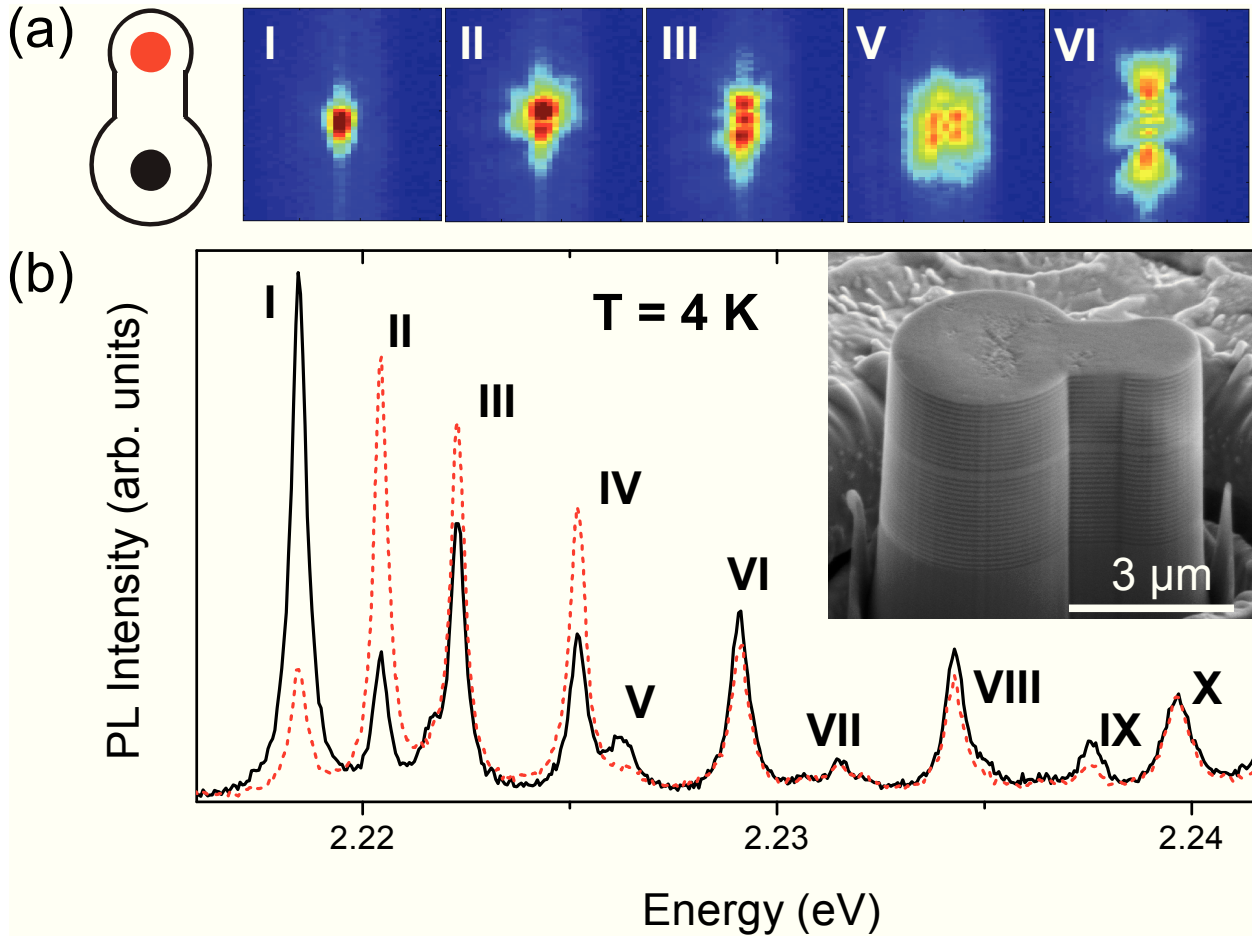 (a)
I II III V VI
(b)
I
II
III
IV
V
VI
VII
VIII
IX
X
T = 4 K
3 µm
PL Intensity (arb. units)
2.22 2.23 2.24
Energy (eV)